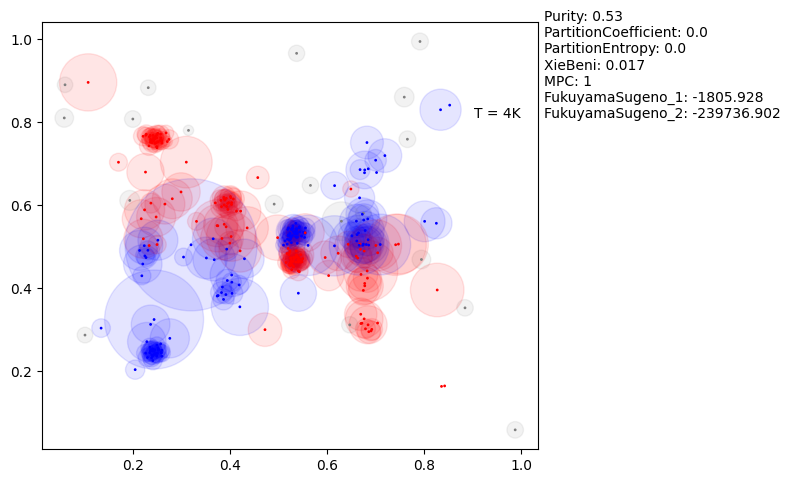 Purity: 0.53
PartitionCoefficient: 0.0
PartitionEntropy: 0.0
XieBeni: 0.017
MPC: 1
FukuyamaSugeno_1: -1805.928
FukuyamaSugeno_2: -239736.902
T = 4K
1.0
0.8
0.6
0.4
0.2
0.2 0.4 0.6 0.8 1.0